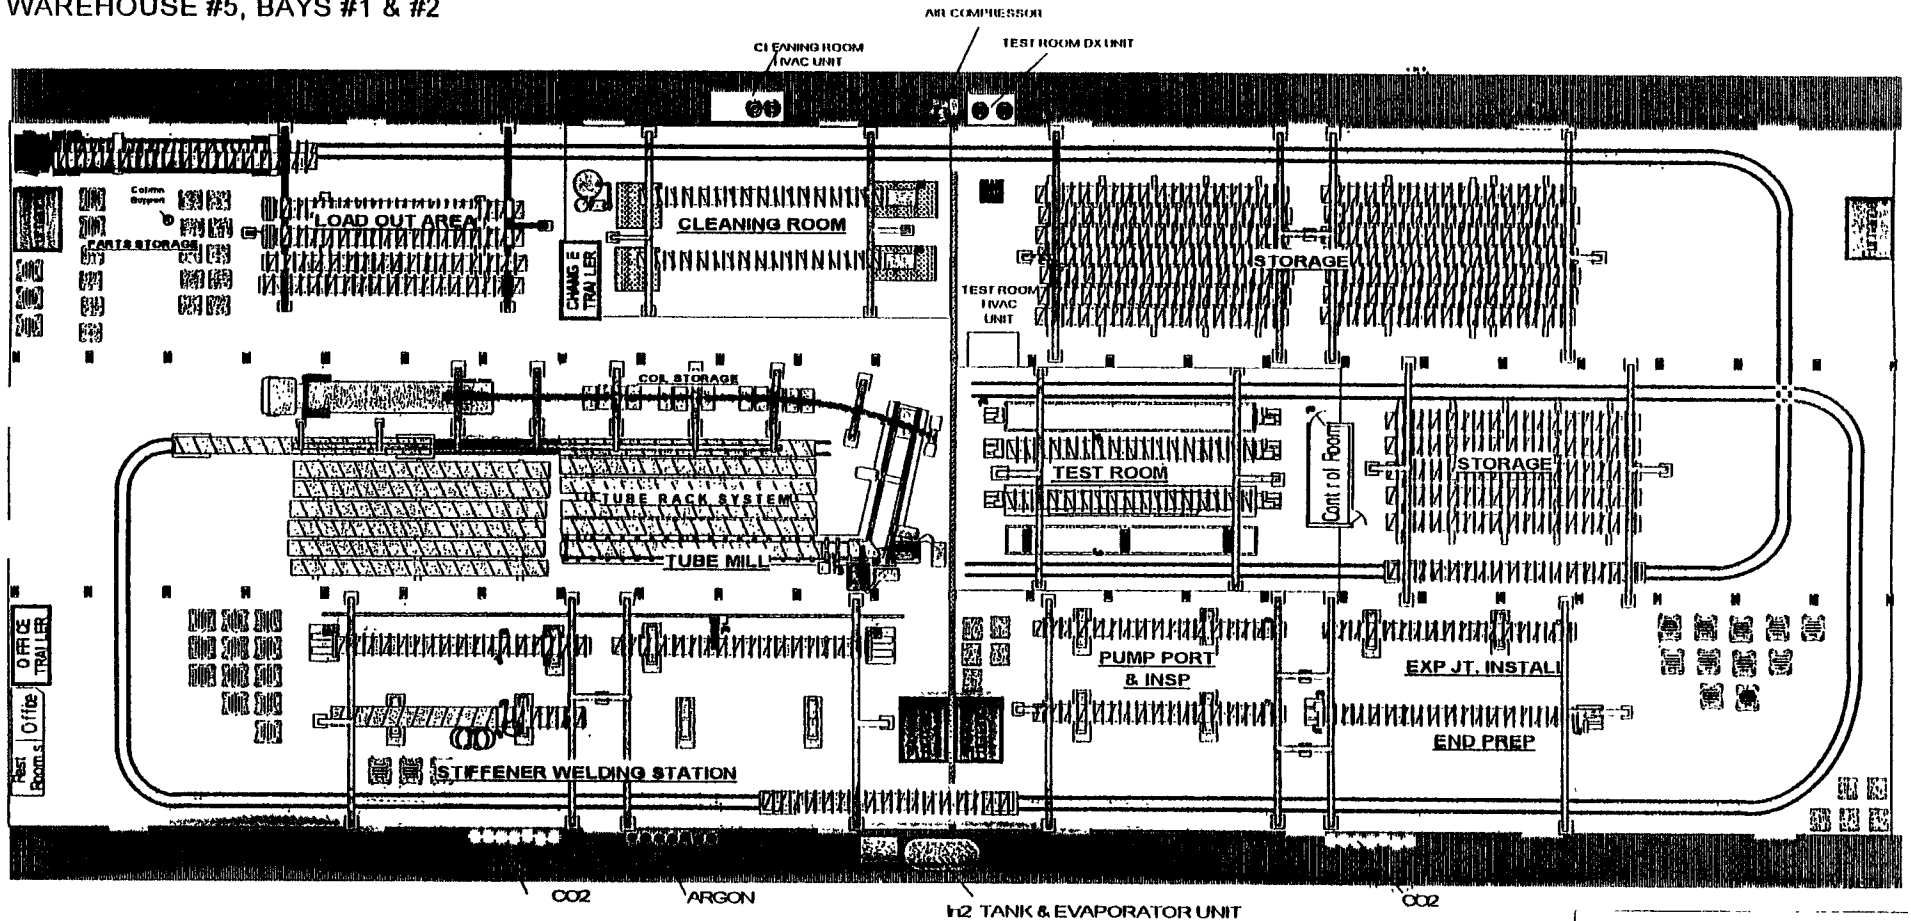 WAREHOUSE #5, BAYS #1 & #2
AIR COMPRESSOR
CLEANING ROOM
HVAC UNIT
TEST ROOM DX UNIT
Column
Support
PARTS STORAGE
LOAD OUT AREA
CHANGE
TRAILER
CLEANING ROOM
STORAGE
TEST ROOM
HVAC
UNIT
COIL STORAGE
TUBE RACK SYSTEM
TUBE MILL
TEST ROOM
Control Room
STORAGE
OFFICE
TRAILER
Rest
Rooms
Office
STIFFENER WELDING STATION
PUMP PORT
& INSP
EXP JT. INSTALL
END PREP
CO2
ARGON
ln2 TANK & EVAPORATOR UNIT
CO2